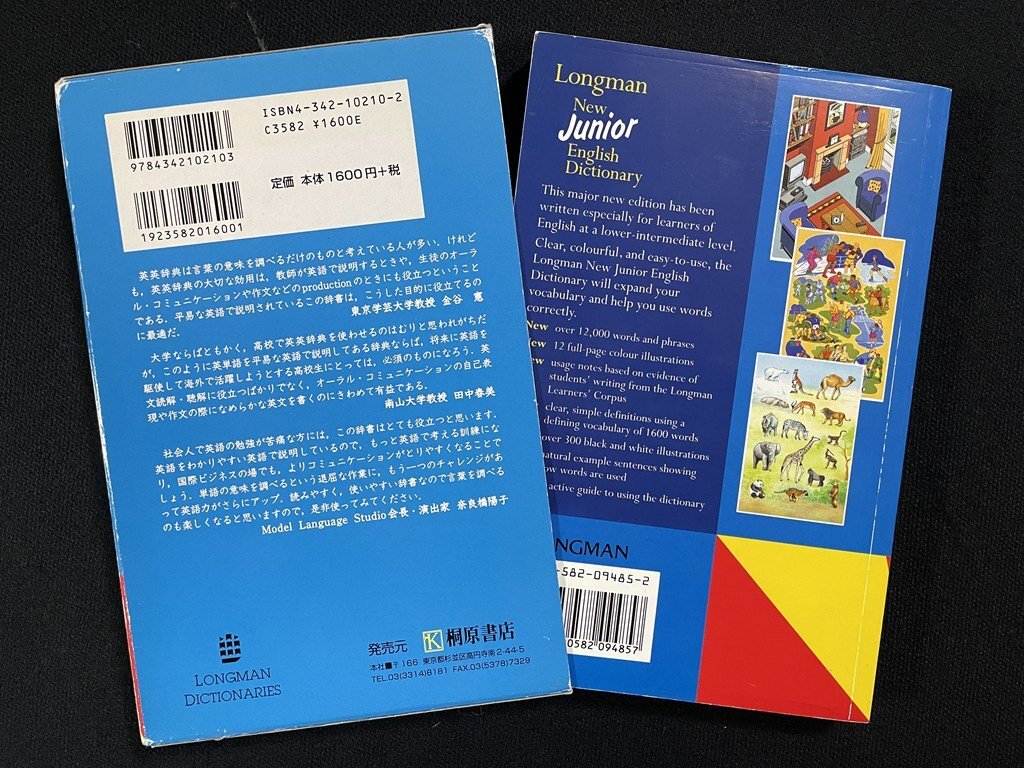 ISBN4-342-10210-2
C3582 ¥1600E
9784342102103
定価 本体1600円+税
1923582016001
英英辞典は言葉の意味を調べるだけのものと考えている人が多い。けれど
も，英英辞典の大切な効用は，教師が英語で説明するときや，生徒のオーラ
ル・コミュニケーションや作文などのproductionのときにも役立つということ
である。平易な英語で説明されているこの辞書は，こうした目的に役立てるの
に最適だ。
東京学芸大学教授 金谷 憲
大学ならばともかく，高校で英英辞典を使わせるのはむりと思われがちだ
が，このように英単語を平易な英語で説明してある辞典ならば，将来に英語を
駆使して海外で活躍しようとする高校生にとっては，必須のものになろう。英
文読解・聴解に役立つばかりでなく，オーラル・コミュニケーションの自己表
現や作文の際になめらかな英文を書くのにきわめて有益である。
南山大学教授 田中春美
社会人で英語の勉強が苦痛な方には，この辞書はとても役立つと思います。
英語をわかりやすい英語で説明しているので，もっと英語で考える訓練にな
り，国際ビジネスの場でも，よりコミュニケーションがとりやすくなることで
しょう。単語の意味を調べるという退屈な作業に，もう一つのチャレンジがあ
って英語力がさらにアップ。読みやすく，使いやすい辞書なので言葉を調べる
のも楽しくなると思いますので，是非使ってみてください。
Model Language Studio会長・演出家 奈良橋陽子
LONGMAN
DICTIONARIES
発売元 K 桐原書店
本社■〒166 東京都杉並区高円寺南2-44-5
TEL.03(3314)8181 FAX.03(5378)7329
Longman
New
Junior
English
Dictionary
This major new edition has been
written especially for learners of
English at a lower-intermediate level.
Clear, colourful, and easy-to-use, the
Longman New Junior English
Dictionary will expand your
vocabulary and help you use words
correctly.
New over 12,000 words and phrases
New 12 full-page colour illustrations
usage notes based on evidence of
students' writing from the Longman
Learners' Corpus
clear, simple definitions using a
defining vocabulary of 1600 words
over 300 black and white illustrations
natural example sentences showing
words are used
active guide to using the dictionary
NGMAN
-582-09485-2
0582 094857